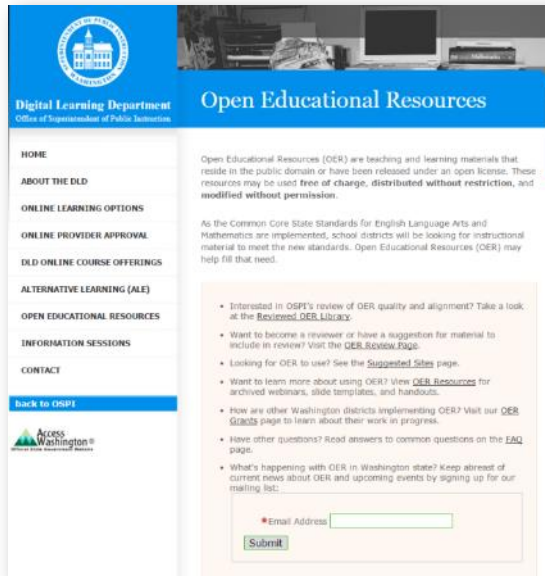 SUPERINTENDENT OF PUBLIC INSTRUCTION
WASHINGTON
Digital Learning Department
Office of Superintendent of Public Instruction
HOME
ABOUT THE DLD
ONLINE LEARNING OPTIONS
ONLINE PROVIDER APPROVAL
DLD ONLINE COURSE OFFERINGS
ALTERNATIVE LEARNING (ALE)
OPEN EDUCATIONAL RESOURCES
INFORMATION SESSIONS
CONTACT
back to OSPI
Access
Washington®
Official State Government Website
Mathematics
Open Educational Resources
Open Educational Resources (OER) are teaching and learning materials that
reside in the public domain or have been released under an open license. These
resources may be used free of charge, distributed without restriction, and
modified without permission.
As the Common Core State Standards for English Language Arts and
Mathematics are implemented, school districts will be looking for instructional
material to meet the new standards. Open Educational Resources (OER) may
help fill that need.
• Interested in OSPI's review of OER quality and alignment? Take a look
at the Reviewed OER Library.
• Want to become a reviewer or have a suggestion for material to
include in review? Visit the OER Review Page.
• Looking for OER to use? See the Suggested Sites page.
• Want to learn more about using OER? View OER Resources for
archived webinars, slide templates, and handouts.
• How are other Washington districts implementing OER? Visit our OER
Grants page to learn about their work in progress.
• Have other questions? Read answers to common questions on the FAQ
page.
• What's happening with OER in Washington state? Keep abreast of
current news about OER and upcoming events by signing up for our
mailing list:
*Email Address
Submit